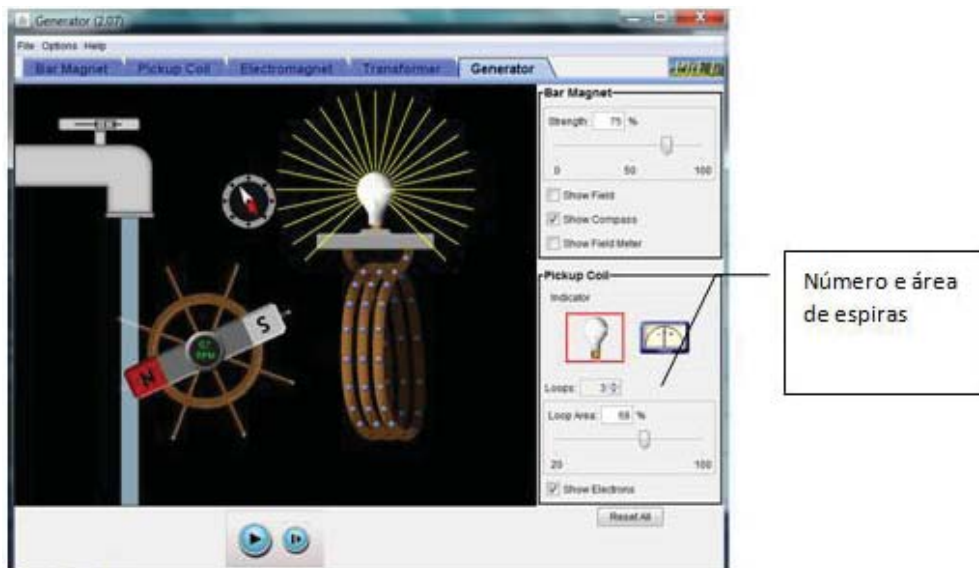 Generator (2.07)
File Options Help
Bar Magnet Pickup Coil Electromagnet Transformer Generator
Bar Magnet
Strength: 75 %
0 50 100
Show Field
Show Compass
Show Field Meter
Pickup Coil
Indicator
Loops: 3
Loop Area: 69 %
20 100
Show Electrons
Reset All
N
S
RPM
Número e área
de espiras